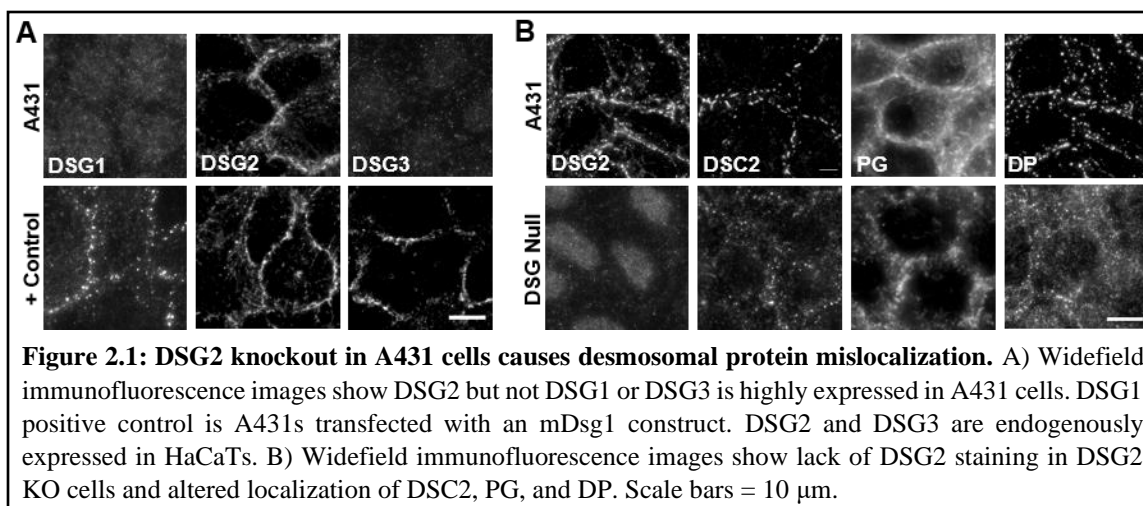 A
B
A431
DSG1
DSG2
DSG3
A431
DSG2
DSC2
PG
DP
+ Control
DSG Null
Figure 2.1: DSG2 knockout in A431 cells causes desmosomal protein mislocalization. A) Widefield
immunofluorescence images show DSG2 but not DSG1 or DSG3 is highly expressed in A431 cells. DSG1
positive control is A431s transfected with an mDsg1 construct. DSG2 and DSG3 are endogenously
expressed in HaCaTs. B) Widefield immunofluorescence images show lack of DSG2 staining in DSG2
KO cells and altered localization of DSC2, PG, and DP. Scale bars = 10 μm.